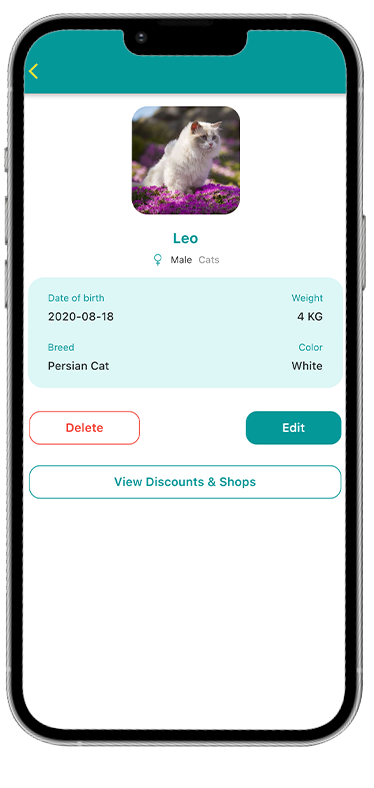 Leo
Male Cats
Date of birth Weight
2020-08-18 4 KG
Breed Color
Persian Cat White
Delete Edit
View Discounts & Shops